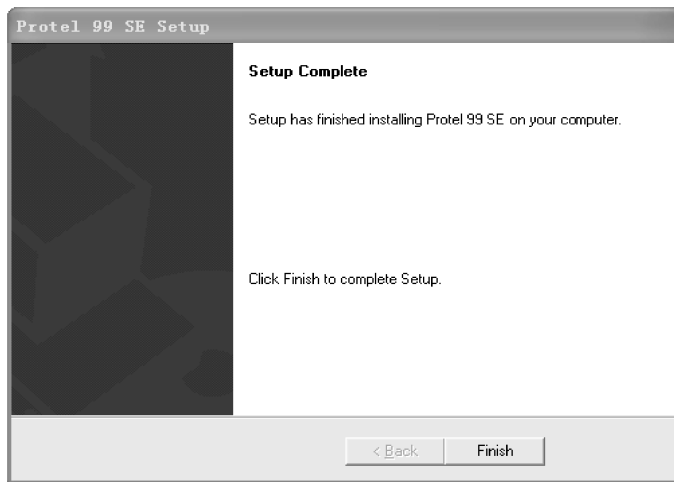 Protel 99 SE Setup
Setup Complete
Setup has finished installing Protel 99 SE on your computer.
Click Finish to complete Setup.
< Back
Finish